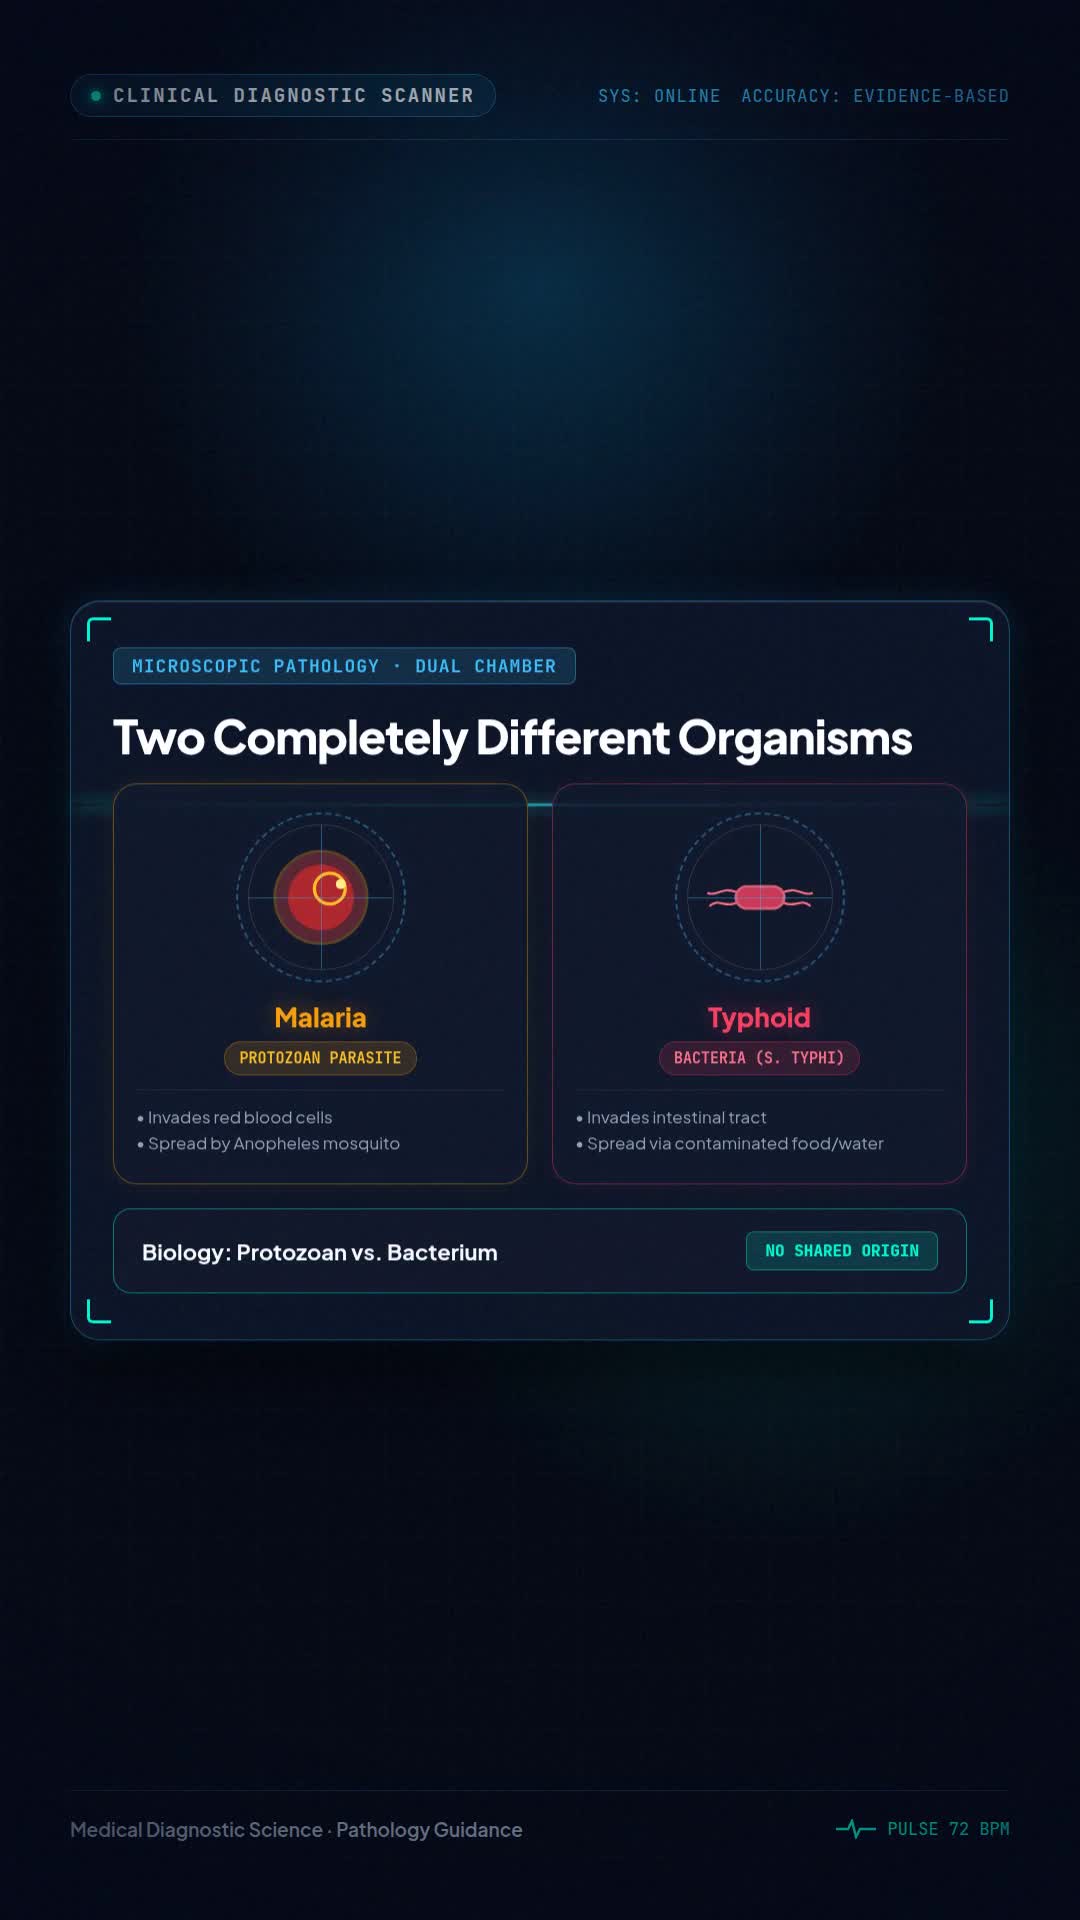 CLINICAL DIAGNOSTIC SCANNER
SYS: ONLINE ACCURACY: EVIDENCE-BASED
MICROSCOPIC PATHOLOGY · DUAL CHAMBER
Two Completely Different Organisms
Malaria
PROTOZOAN PARASITE
• Invades red blood cells
• Spread by Anopheles mosquito
Typhoid
BACTERIA (S. TYPHI)
• Invades intestinal tract
• Spread via contaminated food/water
Biology: Protozoan vs. Bacterium
NO SHARED ORIGIN
Medical Diagnostic Science · Pathology Guidance
PULSE 72 BPM